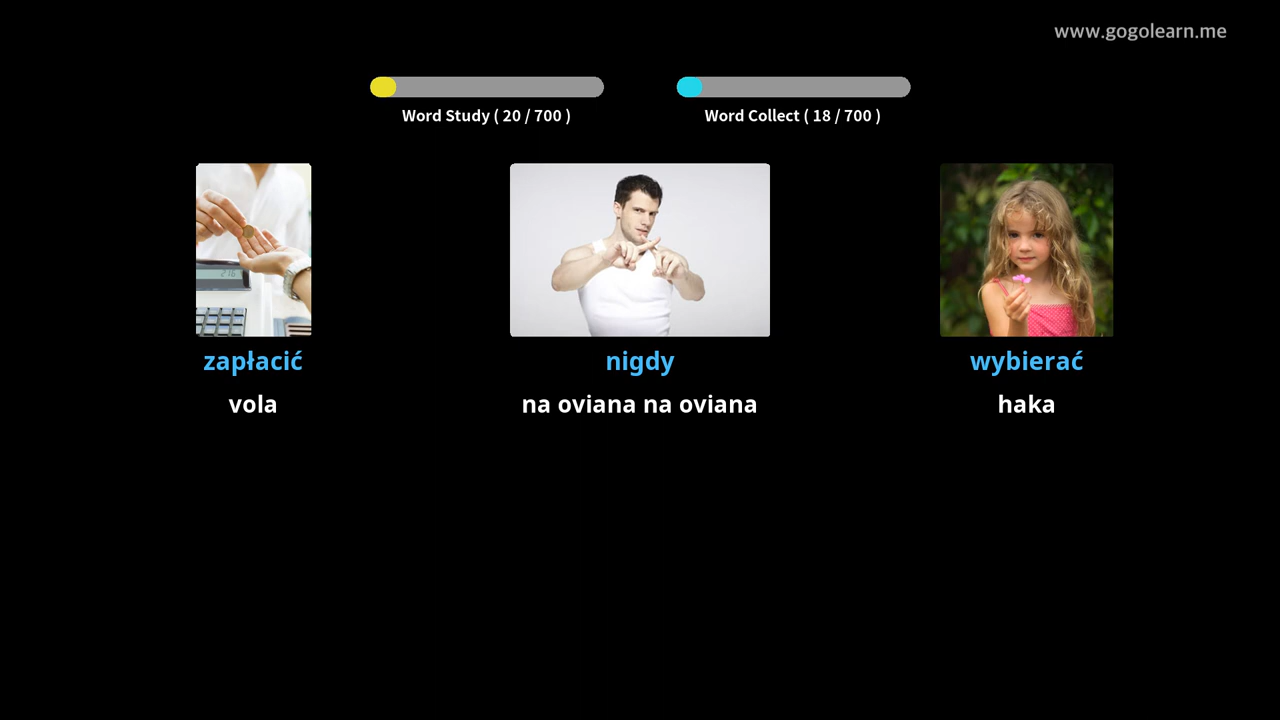 www.gogolearn.me
Word Study ( 20 / 700 )
Word Collect ( 18 / 700 )
216
zapłacić
nigdy
wybierać
vola
na oviana na oviana
haka